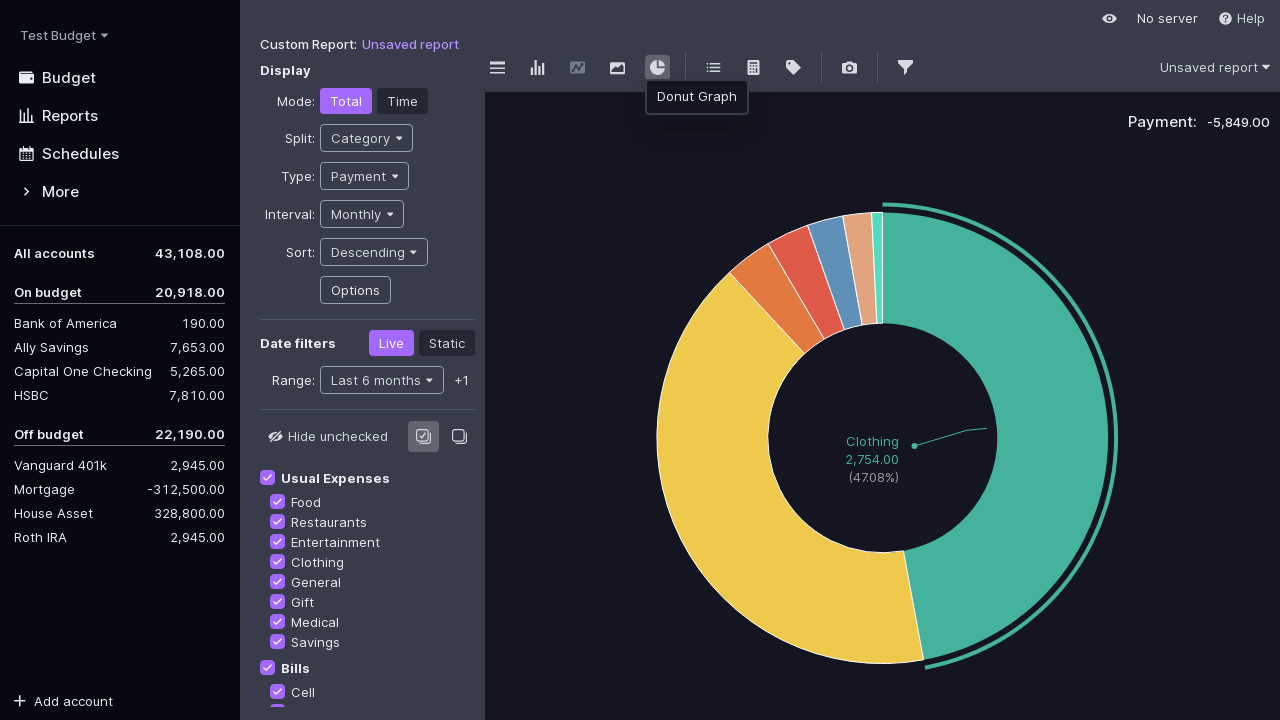 Test Budget
Budget
Reports
Schedules
More
All accounts 43,108.00
On budget 20,918.00
Bank of America 190.00
Ally Savings 7,653.00
Capital One Checking 5,265.00
HSBC 7,810.00
Off budget 22,190.00
Vanguard 401k 2,945.00
Mortgage -312,500.00
House Asset 328,800.00
Roth IRA 2,945.00
Add account
No server Help
Custom Report: Unsaved report
Display
Mode: Total Time
Split: Category
Type: Payment
Interval: Monthly
Sort: Descending
Options
Date filters Live Static
Range: Last 6 months +1
Hide unchecked
Usual Expenses
Food
Restaurants
Entertainment
Clothing
General
Gift
Medical
Savings
Bills
Cell
Unsaved report
Donut Graph
Payment: -5,849.00
Clothing
2,754.00
(47.08%)